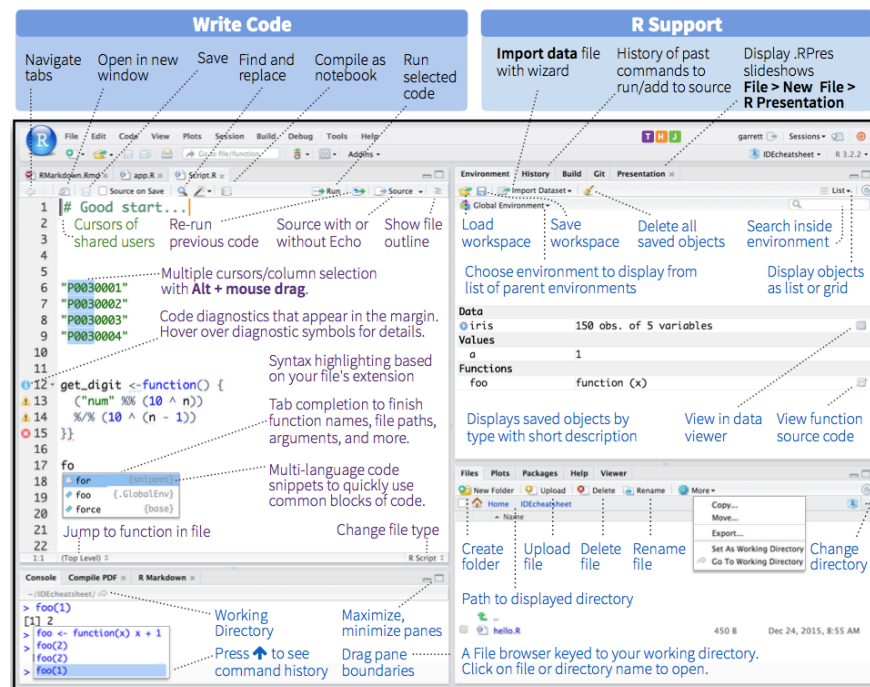 Write Code
Navigate tabs
Open in new window
Save
Find and replace
Compile as notebook
Run selected code
R Support
Import data file with wizard
History of past commands to run/add to source
Display .RPres slideshows
File > New File > R Presentation
R
File Edit Code View Plots Session Build Debug Tools Help
Go to file/function
Addins
T H J
garrett
Sessions
IDEcheatsheet
R 3.2.2
RMarkdown.Rmd
app.R
Script.R
Source on Save
Run
Source
1 # Good start...
2
3
4
5
6 "P0030001"
7 "P0030002"
8 "P0030003"
9 "P0030004"
10
11
12 get_digit <-function() {
13 ("num" %% (10 ^ n))
14 %/% (10 ^ (n - 1))
15 }}
16
17 fo
18
19
20
21
22
for {snippet}
foo {.GlobalEnv}
force {base}
Cursors of shared users
Re-run previous code
Source with or without Echo
Show file outline
Multiple cursors/column selection
with Alt + mouse drag.
Code diagnostics that appear in the margin.
Hover over diagnostic symbols for details.
Syntax highlighting based
on your file's extension
Tab completion to finish
function names, file paths,
arguments, and more.
Multi-language code
snippets to quickly use
common blocks of code.
Jump to function in file
Change file type
1:1 (Top Level)
R Script
Console Compile PDF R Markdown
~/IDEcheatsheet/
> foo(1)
[1] 2
>
>
>
>
foo <- function(x) x + 1
foo(2)
foo(2)
foo(1)
Working Directory
Press to see
command history
Maximize,
minimize panes
Drag pane
boundaries
Environment History Build Git Presentation
Import Dataset
List
Global Environment
Load workspace
Save workspace
Delete all saved objects
Search inside environment
Choose environment to display from
list of parent environments
Display objects
as list or grid
Data
iris 150 obs. of 5 variables
Values
a 1
Functions
foo function (x)
Displays saved objects by
type with short description
View in data viewer
View function source code
Files Plots Packages Help Viewer
New Folder Upload Delete Rename More
Home IDEcheatsheet
Name
Copy...
Move...
Export...
Set As Working Directory
Go To Working Directory
Create folder
Upload file
Delete file
Rename file
Change directory
Path to displayed directory
..
hello.R 450 B Dec 24, 2015, 8:55 AM
A File browser keyed to your working directory.
Click on file or directory name to open.